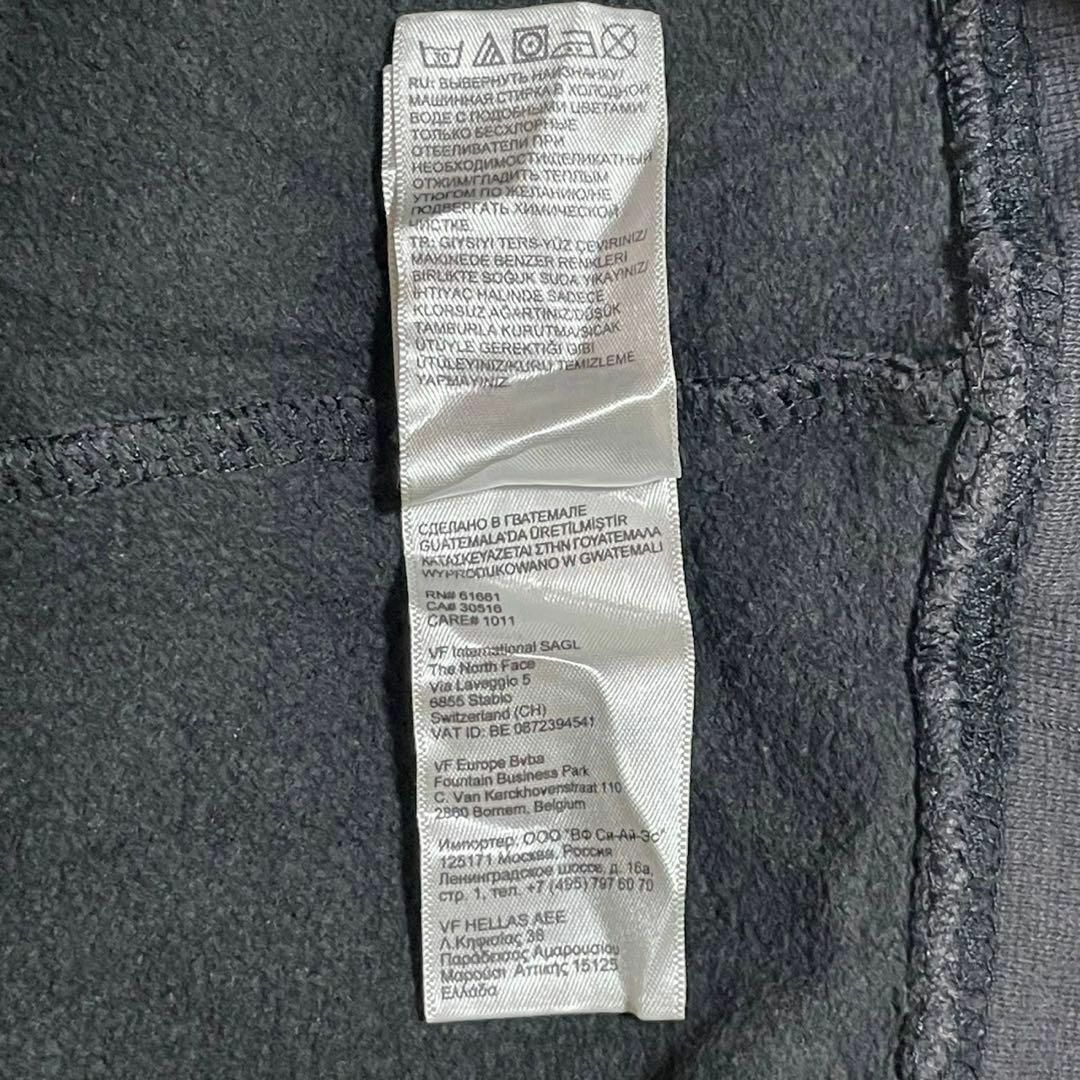 30
RU: ВЫВЕРНУТЬ НАИЗНАНКУ/
МАШИННАЯ СТИРКА В ХОЛОДНОЙ
ВОДЕ С ПОДОБНЫМИ ЦВЕТАМИ/
ТОЛЬКО БЕСХЛОРНЫЕ
ОТБЕЛИВАТЕЛИ ПРИ
НЕОБХОДИМОСТИ/ДЕЛИКАТНЫЙ
ОТЖИМ/ГЛАДИТЬ ТЕПЛЫМ
УТЮГОМ ПО ЖЕЛАНИЮ/НЕ
ПОДВЕРГАТЬ ХИМИЧЕСКОЙ
ЧИСТКЕ
TR: GIYSIYI TERS-YÜZ ÇEVIRINIZ/
MAKINEDE BENZER RENKLERI
BIRLIKTE SOĞUK SUDA YIKAYINIZ/
IHTIYAÇ HALINDE SADECE
KLORSUZ AĞARTINIZ/DÜŞÜK
TAMBURLA KURUTMA/SICAK
ÜTÜYLE GEREKTIĞI GIBI
ÜTÜLEYINIZ/KURU TEMIZLEME
YAPMAYINIZ
СДЕЛАНО В ГВАТЕМАЛЕ
GUATEMALA'DA ÜRETILMIŞTIR
ΚΑΤΑΣΚΕΥΑΖΕΤΑΙ ΣΤΗΝ ΓΟΥΑΤΕΜΑΛΑ
WYPRODUKOWANO W GWATEMALI
RN# 61661
CA# 30516
CARE# 1011
VF International SAGL
The North Face
Via Laveggio 5
6855 Stabio
Switzerland (CH)
VAT ID: BE 0872394541
VF Europe Bvba
Fountain Business Park
C. Van Kerckhovenstraat 110
2880 Bornem, Belgium
Импортер: ООО "ВФ Си-Ай-Эс"
125171 Москва, Россия
Ленинградское шоссе, д. 16а,
стр. 1, тел. +7 (495) 797 60 70
VF HELLAS AEE
Λ.Κηφισίας 38
Παράδεισος Αμαρουσίου
Μαρούσι Αττικής 15125
Ελλάδα